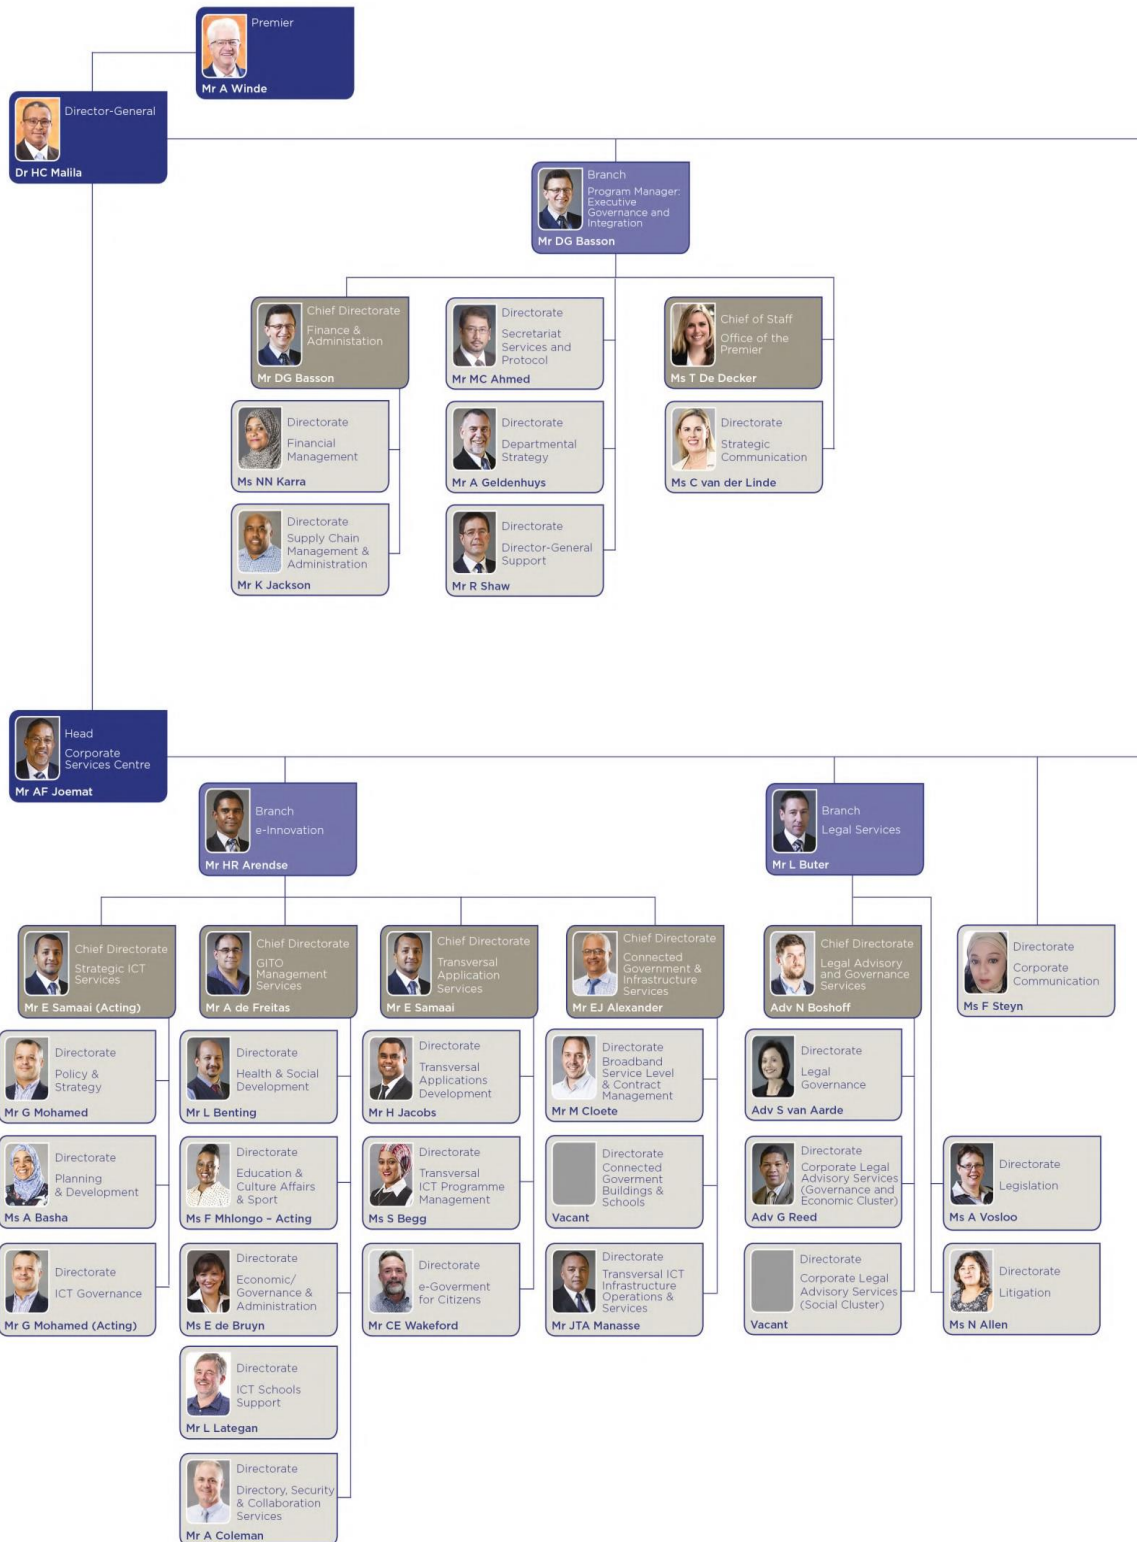 Premier
Mr A Winde
Director-General
Dr HC Malila
Branch
Program Manager:
Executive
Governance and
Integration
Mr DG Basson
Chief Directorate
Finance &
Administation
Mr DG Basson
Directorate
Financial
Management
Ms NN Karra
Directorate
Supply Chain
Management &
Administration
Mr K Jackson
Directorate
Secretariat
Services and
Protocol
Mr MC Ahmed
Directorate
Departmental
Strategy
Mr A Geldenhuys
Directorate
Director-General
Support
Mr R Shaw
Chief of Staff
Office of the
Premier
Ms T De Decker
Directorate
Strategic
Communication
Ms C van der Linde
Head
Corporate
Services Centre
Mr AF Joemat
Branch
e-Innovation
Mr HR Arendse
Chief Directorate
Strategic ICT
Services
Mr E Samaai (Acting)
Directorate
Policy &
Strategy
Mr G Mohamed
Directorate
Planning
& Development
Ms A Basha
Directorate
ICT Governance
Mr G Mohamed (Acting)
Chief Directorate
GITO
Management
Services
Mr A de Freitas
Directorate
Health & Social
Development
Mr L Benting
Directorate
Education &
Culture Affairs
& Sport
Ms F Mhlongo – Acting
Directorate
Economic/
Governance &
Administration
Ms E de Bruyn
Directorate
ICT Schools
Support
Mr L Lategan
Directorate
Directory, Security
& Collaboration
Services
Mr A Coleman
Chief Directorate
Transversal
Application
Services
Mr E Samaai
Directorate
Transversal
Applications
Development
Mr H Jacobs
Directorate
Transversal
ICT Programme
Management
Ms S Begg
Directorate
e-Goverment
for Citizens
Mr CE Wakeford
Chief Directorate
Connected
Government &
Infrastructure
Services
Mr EJ Alexander
Directorate
Broadband
Service Level
& Contract
Management
Mr M Cloete
Directorate
Connected
Goverment
Buildings &
Schools
Vacant
Directorate
Transversal ICT
Infrastructure
Operations &
Services
Mr JTA Manasse
Branch
Legal Services
Mr L Buter
Chief Directorate
Legal Advisory
and Governance
Services
Adv N Boshoff
Directorate
Legal
Governance
Adv S van Aarde
Directorate
Corporate Legal
Advisory Services
(Governance and
Economic Cluster)
Adv G Reed
Directorate
Corporate Legal
Advisory Services
(Social Cluster)
Vacant
Directorate
Legislation
Ms A Vosloo
Directorate
Litigation
Ms N Allen
Directorate
Corporate
Communication
Ms F Steyn